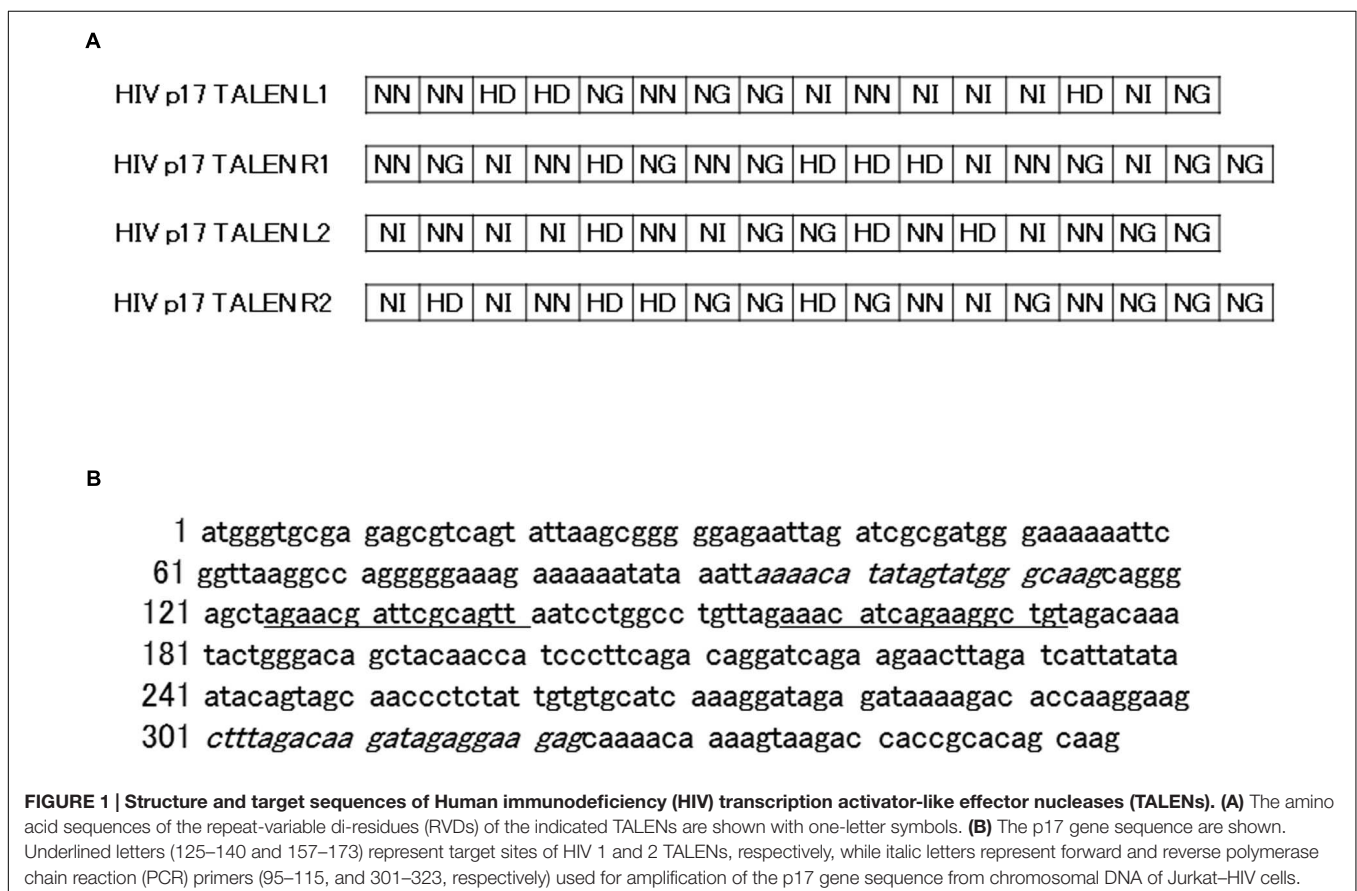 A
HIV p17 TALEN L1 NN NN HD HD NG NN NG NG NI NN NI NI NI HD NI NG
HIV p17 TALEN R1 NN NG NI NN HD NG NN NG HD HD HD NI NN NG NI NG NG
HIV p17 TALEN L2 NI NN NI NI HD NN NI NG NG HD NN HD NI NN NG NG
HIV p17 TALEN R2 NI HD NI NN HD HD NG NG HD NG NN NI NG NN NG NG NG
B
1 atgggtgcga gagcgtcagt attaagcggg ggagaattag atcgcgatgg gaaaaaattc
61 ggttaaggcc agggggaaag aaaaaatata aattaaaaca tatagtatgg gcaagcaggg
121 agctagaacg attcgcagtt aatcctggcc tgttagaaac atcagaaggc tgtagacaaa
181 tactgggaca gctacaacca tcccttcaga caggatcaga agaacttaga tcattatata
241 atacagtagc aaccctctat tgtgtgcatc aaaggataga gataaaagac accaaggaag
301 ctttagacaa gatagaggaa gagcaaaaca aaagtaagac caccgcacag caag
FIGURE 1 | Structure and target sequences of Human immunodeficiency (HIV) transcription activator-like effector nucleases (TALENs). (A) The amino
acid sequences of the repeat-variable di-residues (RVDs) of the indicated TALENs are shown with one-letter symbols. (B) The p17 gene sequence are shown.
Underlined letters (125–140 and 157–173) represent target sites of HIV 1 and 2 TALENs, respectively, while italic letters represent forward and reverse polymerase
chain reaction (PCR) primers (95–115, and 301–323, respectively) used for amplification of the p17 gene sequence from chromosomal DNA of Jurkat–HIV cells.